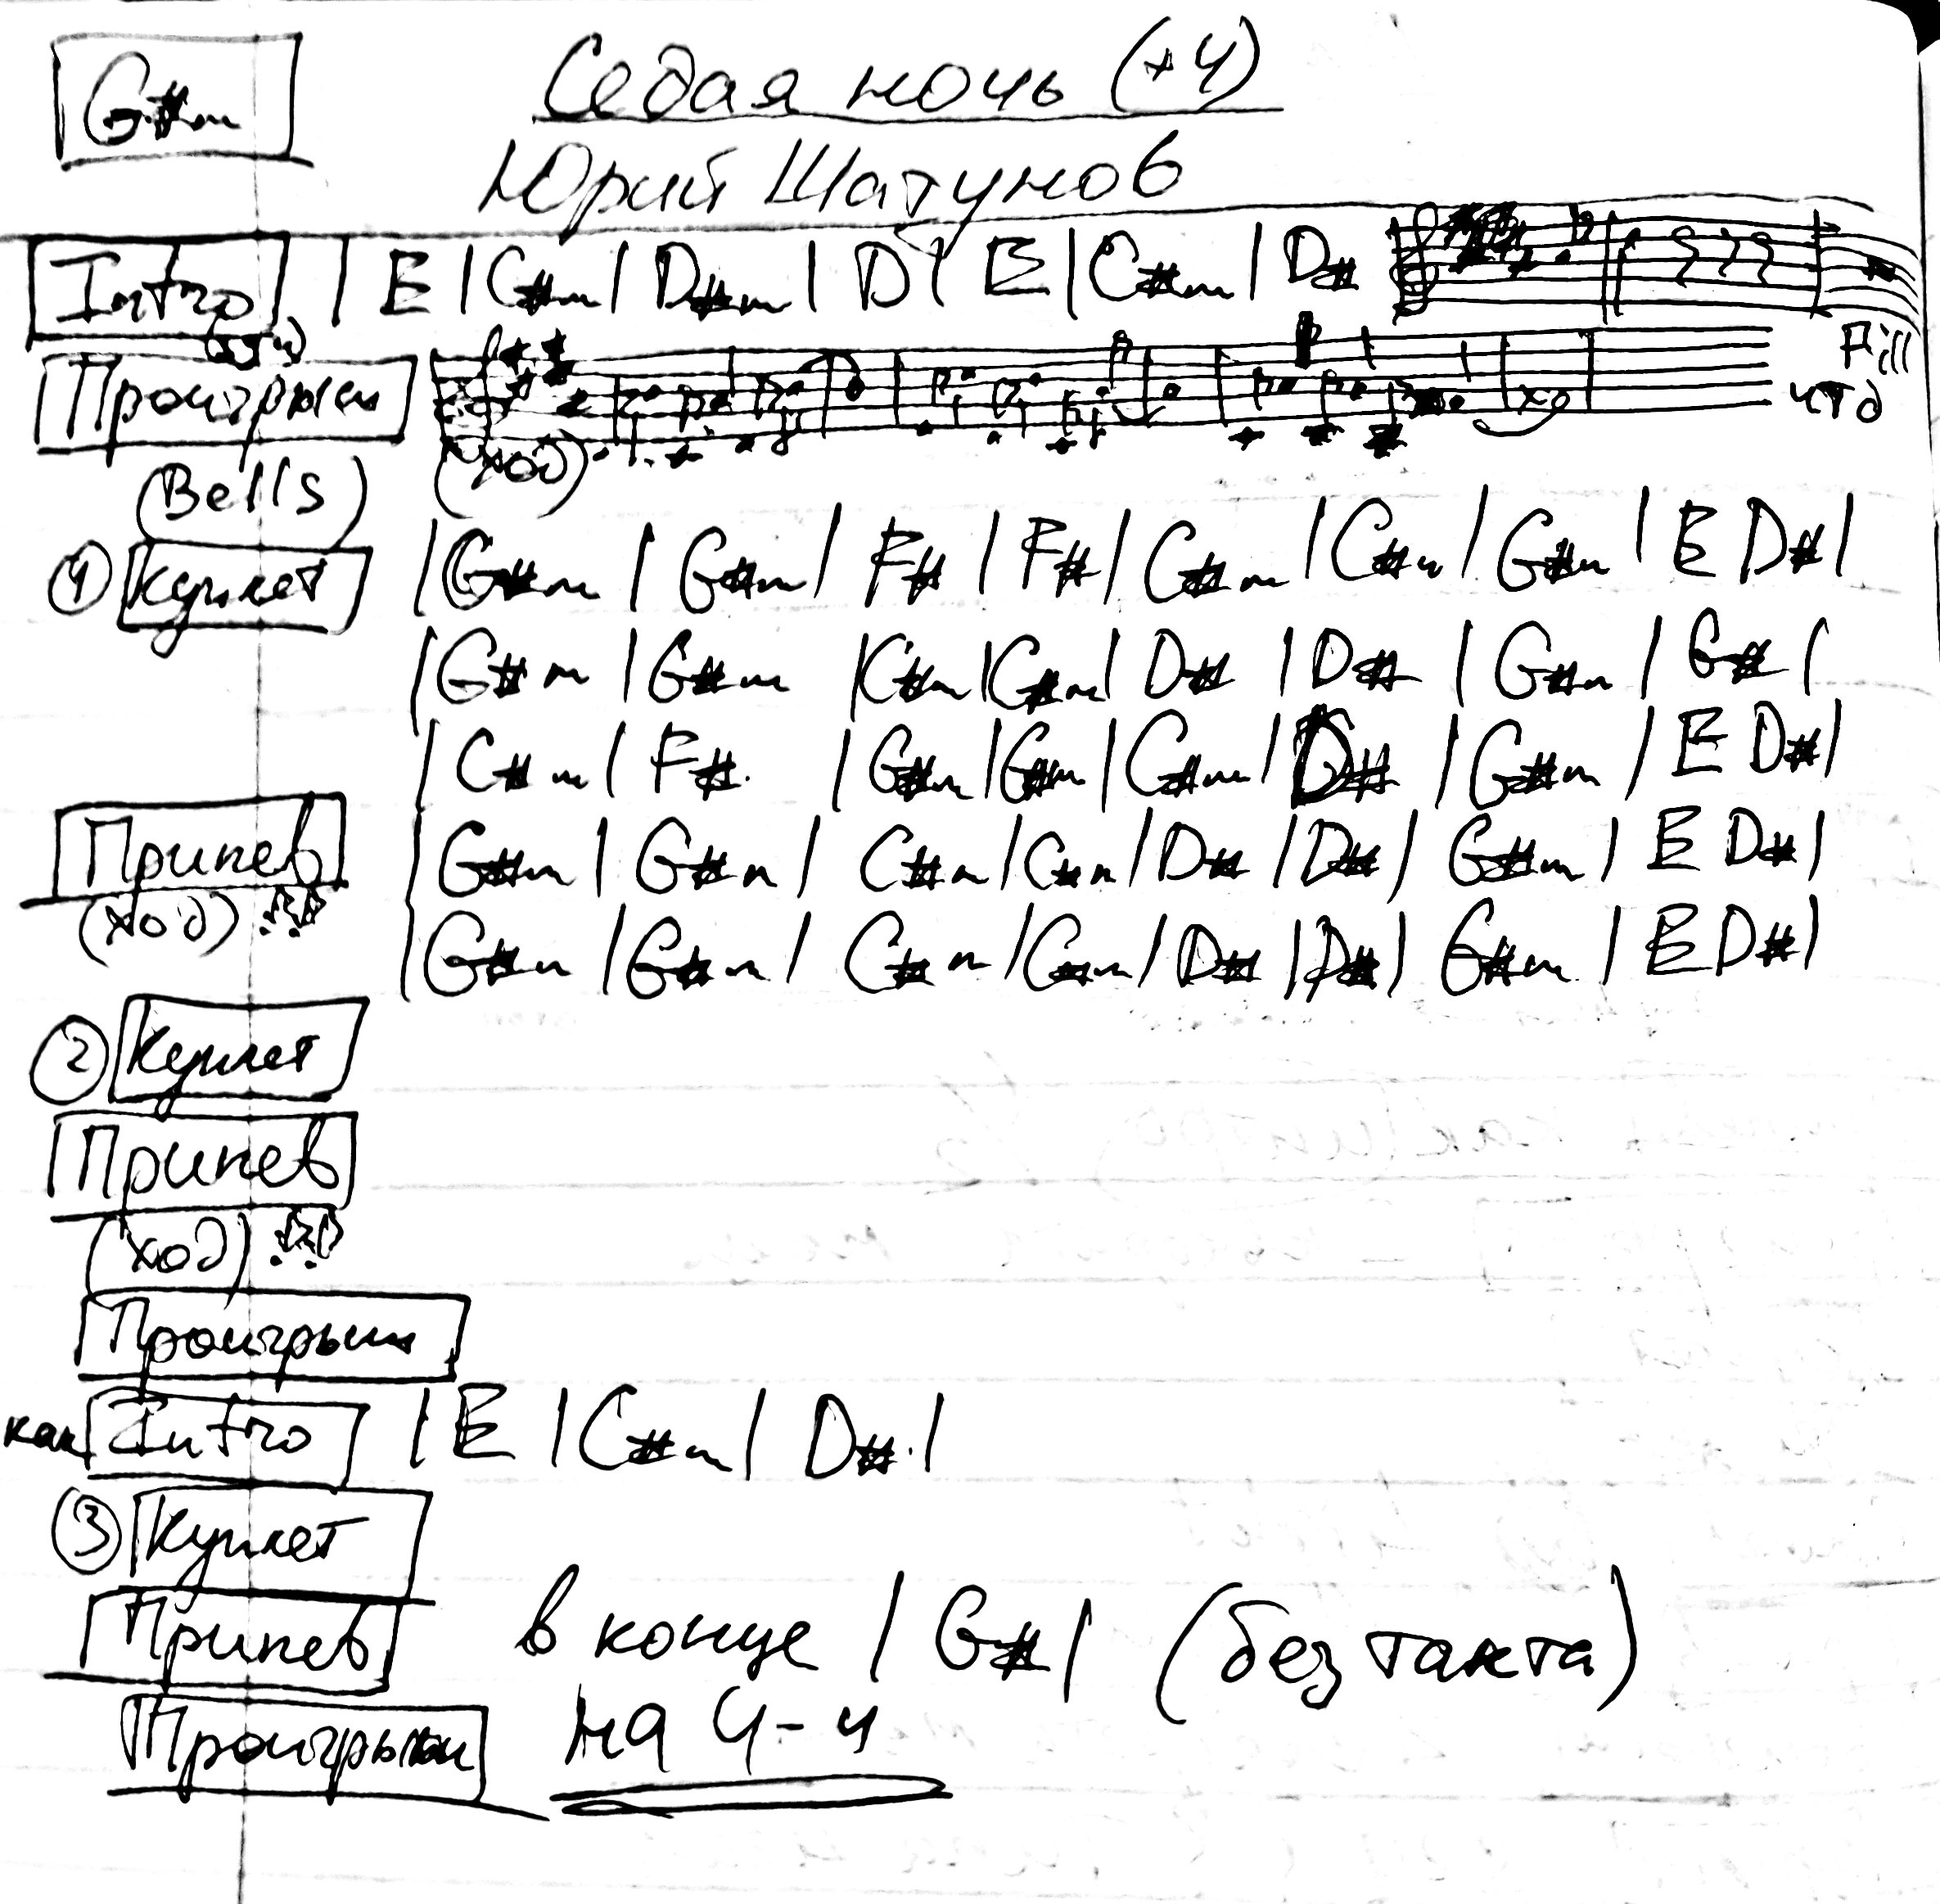 G#m Седая ночь (+4)
Юрий Шатунов
Intro | E | C#m | D#m | D | E | C#m | D#
Fill
Проигрыш
(ход)
(Bells)
① Куплет | G#m | G#m | F# | F# | C#m | C#m | G#m | E D# |
| G#m | G#m | C#m | C#m | D# | D# | G#m | G# |
| C#m | F# | G#m | G#m | C#m | D# | G#m | E D# |
Припев | G#m | G#m | C#m | C#m | D# | D# | G#m | E D# |
(ход)
| G#m | G#m | C#m | C#m | D# | D# | G#m | E D# |
② Куплет
Припев
(ход)
Проигрыш
как Intro | E | C#m | D# |
③ Куплет
Припев в конце | G# | (без такта)
Проигрыш на 4-и